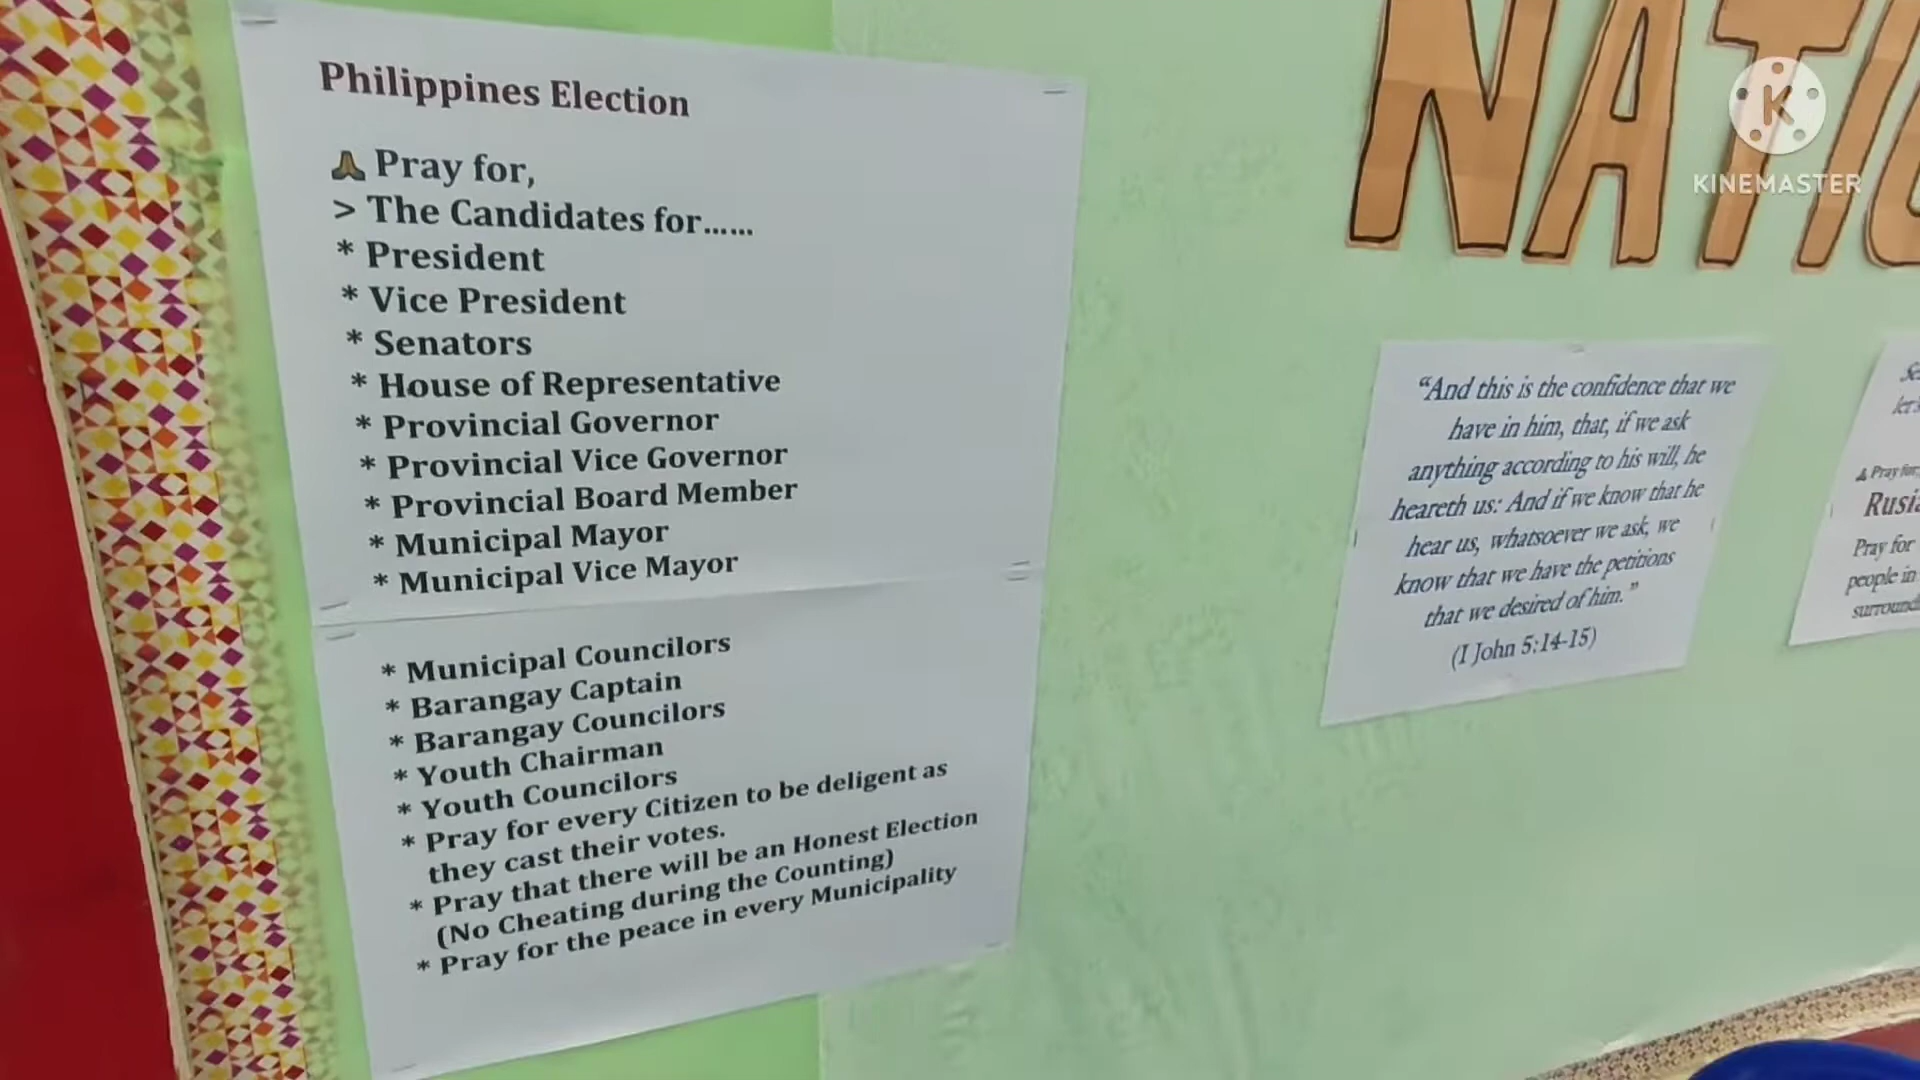 Philippines Election
🙏 Pray for,
> The Candidates for......
* President
* Vice President
* Senators
* House of Representative
* Provincial Governor
* Provincial Vice Governor
* Provincial Board Member
* Municipal Mayor
* Municipal Vice Mayor
* Municipal Councilors
* Barangay Captain
* Barangay Councilors
* Youth Chairman
* Youth Councilors
* Pray for every Citizen to be deligent as
they cast their votes.
* Pray that there will be an Honest Election
(No Cheating during the Counting)
* Pray for the peace in every Municipality
NATIO
K
KINEMASTER
“And this is the confidence that we
have in him, that, if we ask
anything according to his will, he
heareth us: And if we know that he
hear us, whatsoever we ask, we
know that we have the petitions
that we desired of him.”
(I John 5:14-15)
🙏 Pray for,
Pray for
people in